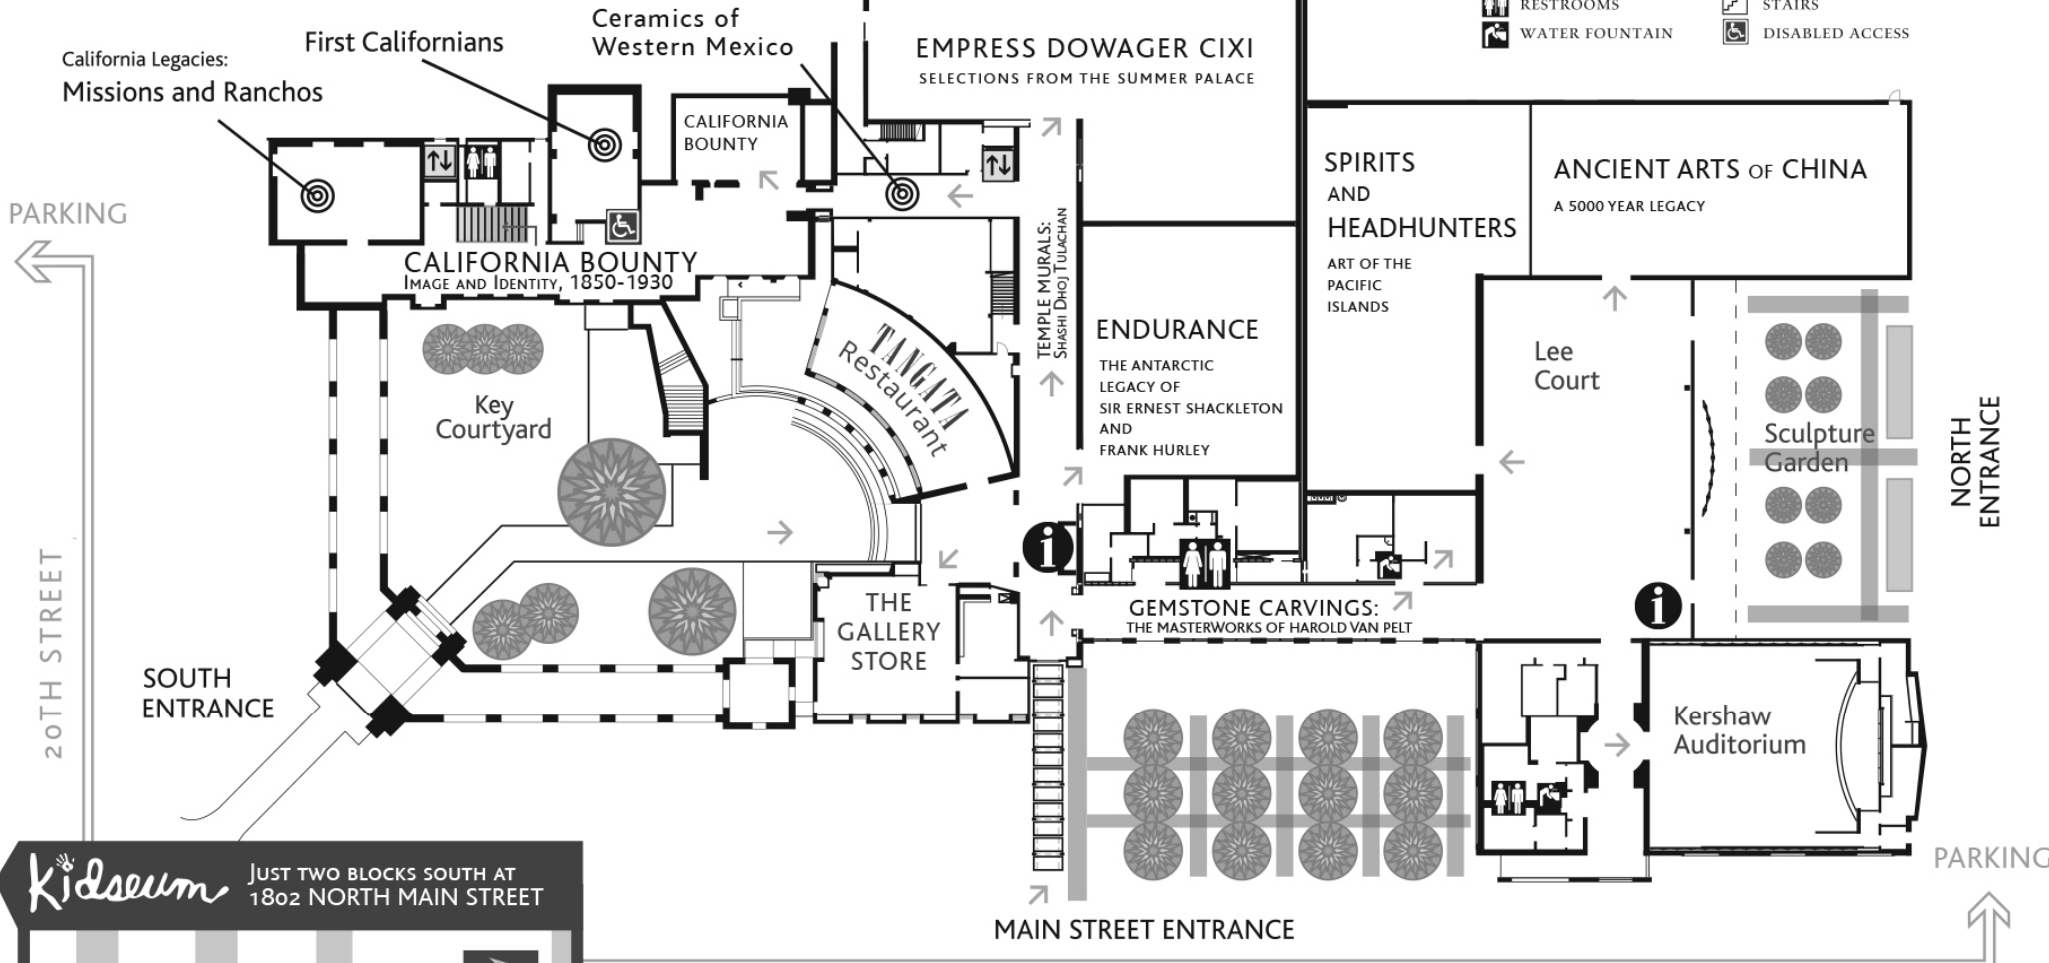 RESTROOMS
STAIRS
WATER FOUNTAIN
DISABLED ACCESS
Ceramics of
Western Mexico
First Californians
California Legacies:
Missions and Ranchos
EMPRESS DOWAGER CIXI
SELECTIONS FROM THE SUMMER PALACE
CALIFORNIA
BOUNTY
SPIRITS
AND
HEADHUNTERS
ART OF THE
PACIFIC
ISLANDS
ANCIENT ARTS OF CHINA
A 5000 YEAR LEGACY
PARKING
CALIFORNIA BOUNTY
IMAGE AND IDENTITY, 1850-1930
TEMPLE MURALS:
SHASHI DHOJ TULACHAN
TANGATA
Restaurant
ENDURANCE
THE ANTARCTIC
LEGACY OF
SIR ERNEST SHACKLETON
AND
FRANK HURLEY
Lee
Court
Key
Courtyard
Sculpture
Garden
NORTH
ENTRANCE
i
20TH STREET
THE
GALLERY
STORE
GEMSTONE CARVINGS:
THE MASTERWORKS OF HAROLD VAN PELT
i
SOUTH
ENTRANCE
Kershaw
Auditorium
Kidseum
JUST TWO BLOCKS SOUTH AT
1802 NORTH MAIN STREET
MAIN STREET ENTRANCE
PARKING